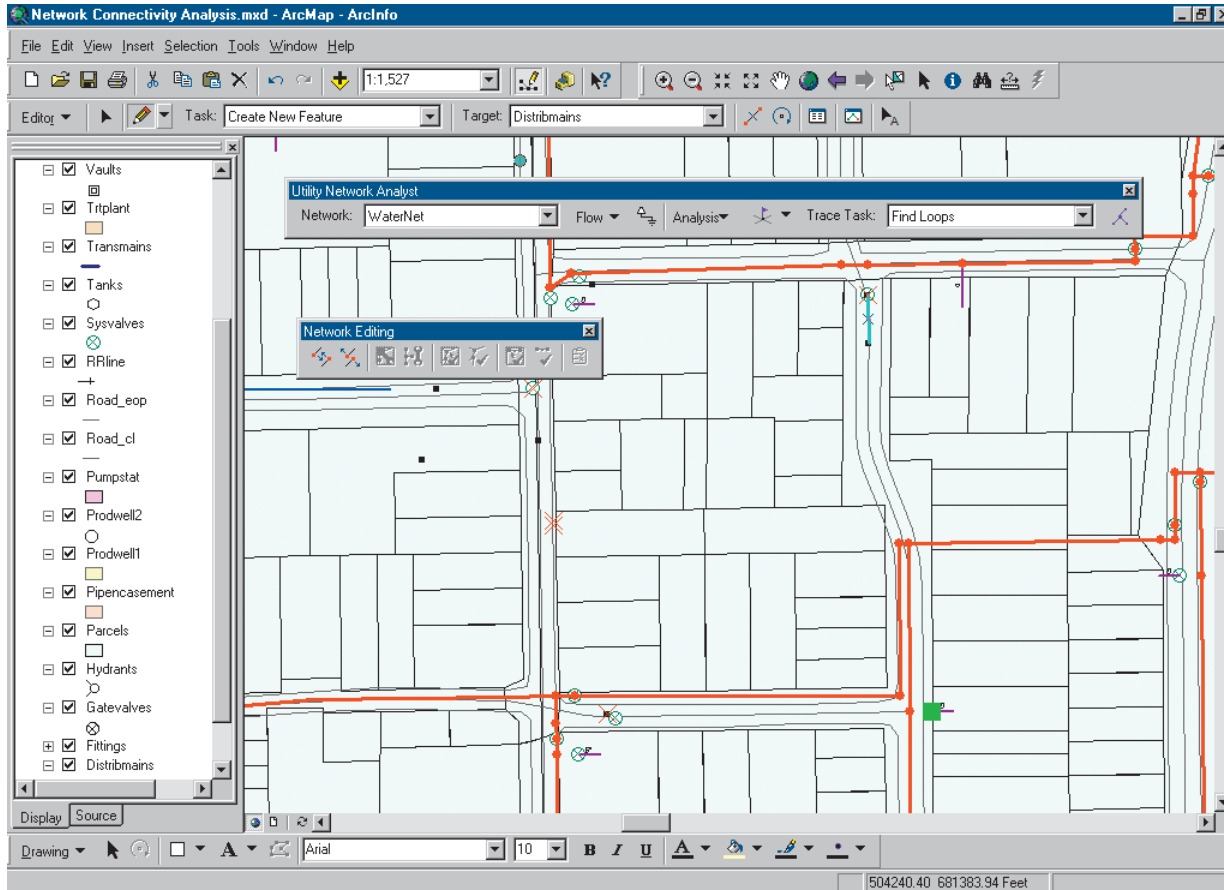 Network Connectivity Analysis.mxd - ArcMap - ArcInfo
File Edit View Insert Selection Tools Window Help
1:1,527
Editor Task: Create New Feature Target: Distribmains
Vaults
Trtplant
Transmains
Tanks
Sysvalves
RRline
Road_eop
Road_cl
Pumpstat
Prodwell2
Prodwell1
Pipencasement
Parcels
Hydrants
Gatevalves
Fittings
Distribmains
Display Source
Utility Network Analyst
Network: WaterNet Flow Analysis Trace Task: Find Loops
Network Editing
Drawing A Arial 10 B I U A
504240.40 681383.94 Feet